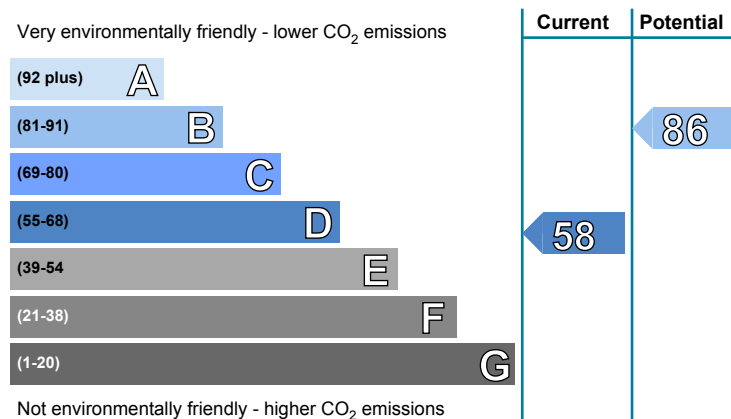 Very environmentally friendly - lower CO₂ emissions
Current
Potential
(92 plus) A
(81-91) B
86
(69-80) C
(55-68) D
58
(39-54 E
(21-38) F
(1-20) G
Not environmentally friendly - higher CO₂ emissions